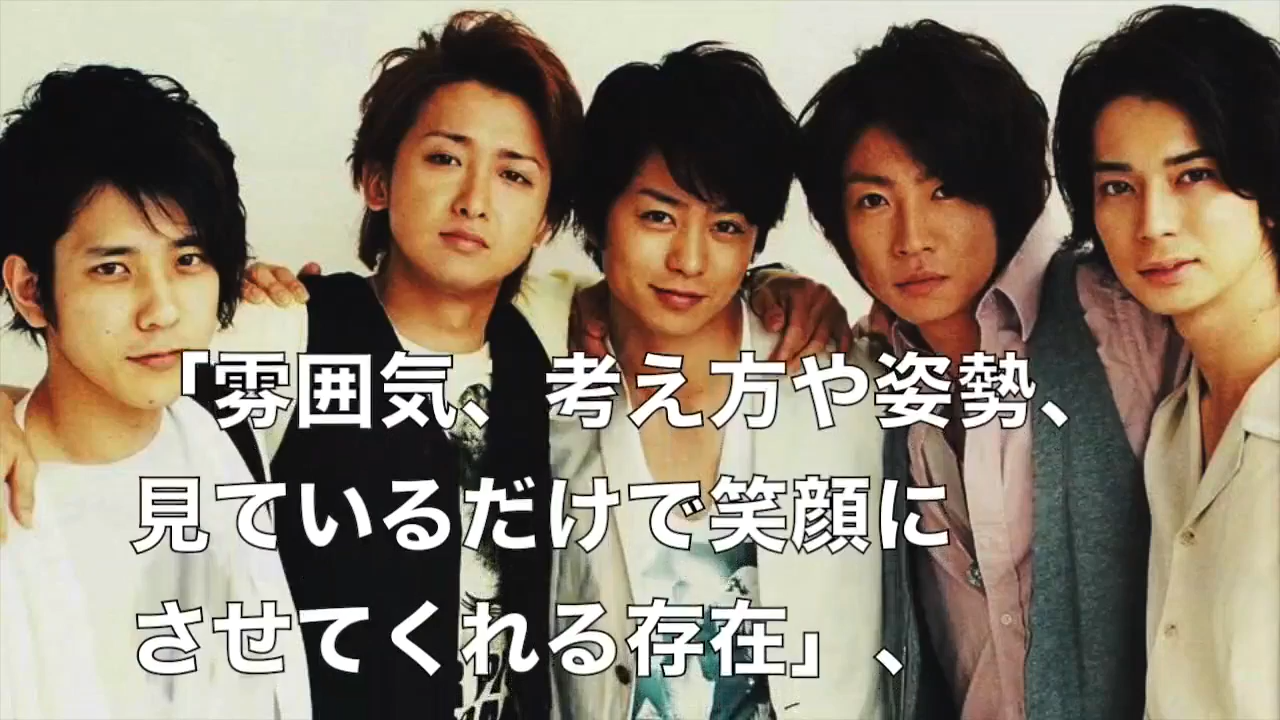 「雰囲気、考え方や姿勢、
見ているだけで笑顔に
させてくれる存在」、